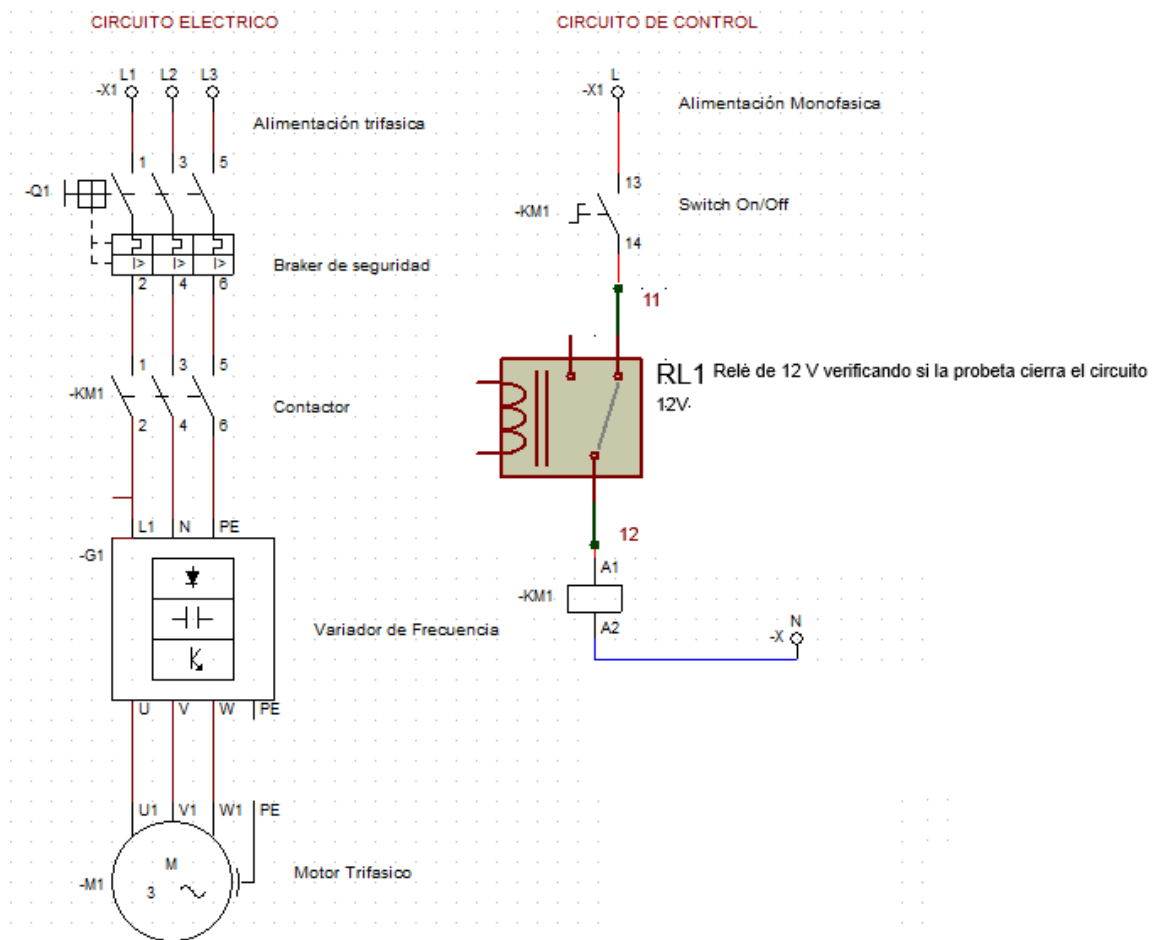 CIRCUITO ELECTRICO
CIRCUITO DE CONTROL
L1 L2 L3
-X1
Alimentación trifasica
1 3 5
-Q1
I> I> I>
2 4 6
Braker de seguridad
1 3 5
-KM1
2 4 6
Contactor
L1 N PE
-G1
Variador de Frecuencia
U V W PE
U1 V1 W1 PE
M
3
-M1
Motor Trifasico
L
-X1
Alimentación Monofasica
13
-KM1
Switch On/Off
14
11
RL1 Relé de 12 V verificando si la probeta cierra el circuito
12V
12
A1
-KM1
A2
N
-X